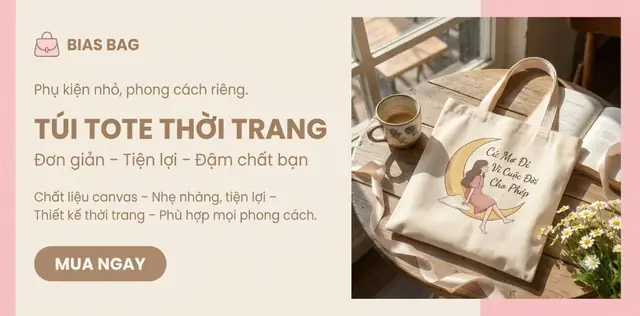 BIAS BAG
Phụ kiện nhỏ, phong cách riêng.
TÚI TOTE THỜI TRANG
Đơn giản – Tiện lợi – Đậm chất bạn
Chất liệu canvas – Nhẹ nhàng, tiện lợi –
Thiết kế thời trang – Phù hợp mọi phong cách.
MUA NGAY
Cứ Mơ Đi
Vì Cuộc Đời
Cho Phép